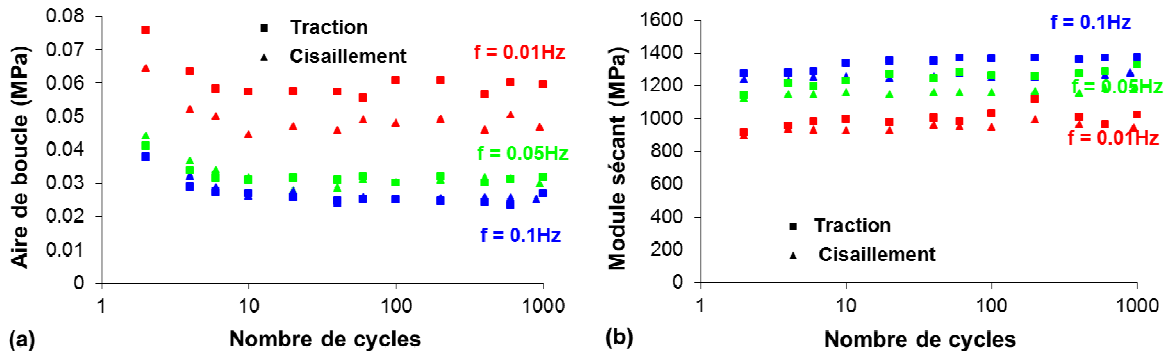 Aire de boucle (MPa)
0.08
0.07
0.06
0.05
0.04
0.03
0.02
0.01
0
Traction
Cisaillement
f = 0.01Hz
f = 0.05Hz
f = 0.1Hz
1
10
100
1000
Nombre de cycles
(a)
Module sécant (MPa)
1600
1400
1200
1000
800
600
400
200
0
f = 0.1Hz
f = 0.05Hz
f = 0.01Hz
Traction
Cisaillement
1
10
100
1000
Nombre de cycles
(b)